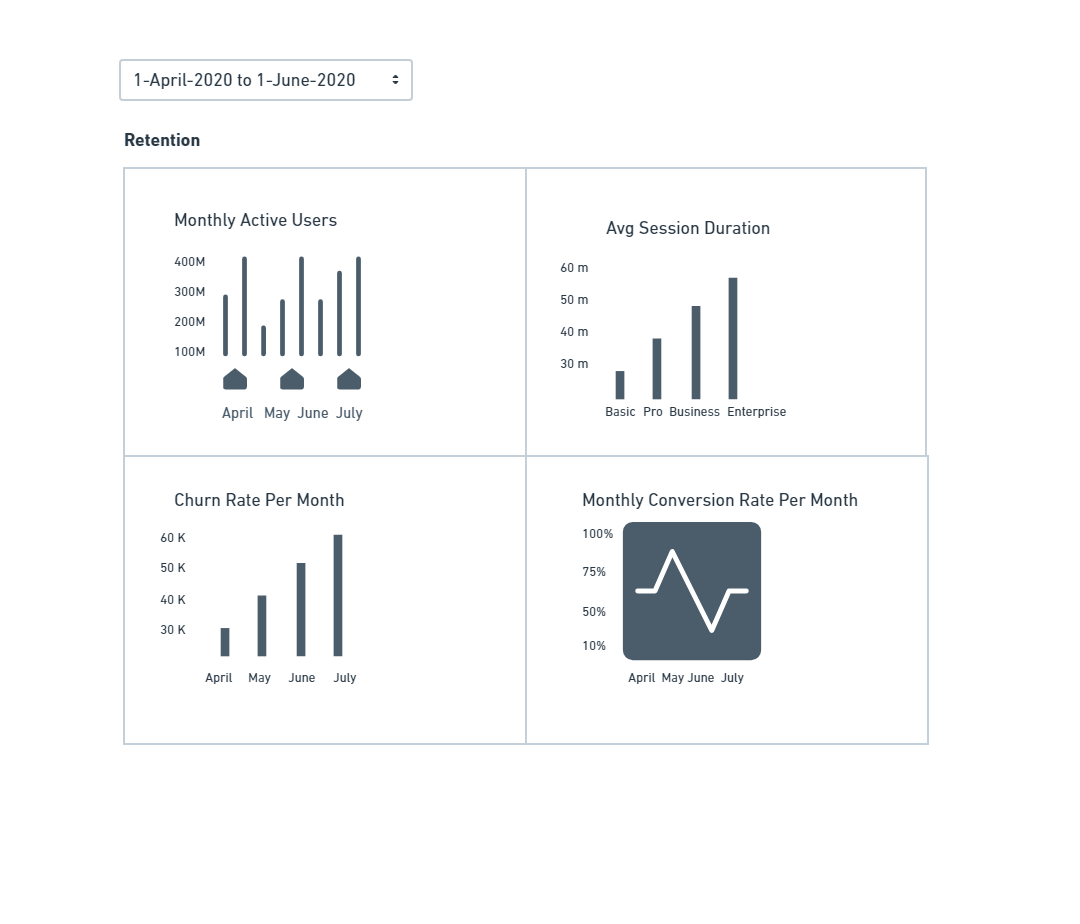 1-April-2020 to 1-June-2020
Retention
Monthly Active Users
400M
300M
200M
100M
April May June July
Avg Session Duration
60 m
50 m
40 m
30 m
Basic Pro Business Enterprise
Churn Rate Per Month
60 K
50 K
40 K
30 K
April May June July
Monthly Conversion Rate Per Month
100%
75%
50%
10%
April May June July